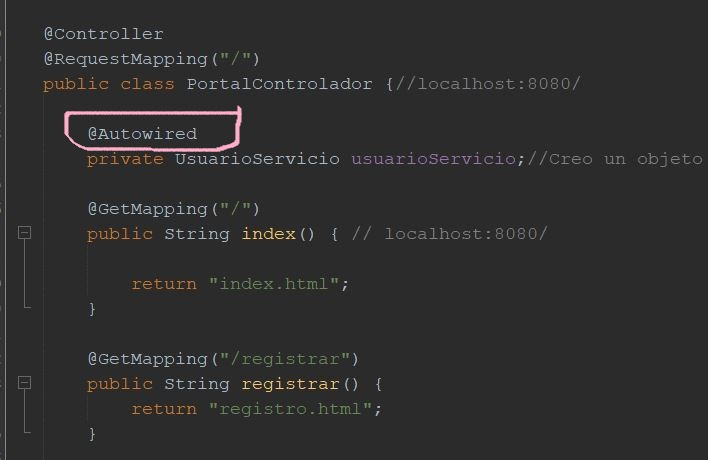 @Controller
@RequestMapping("/")
public class PortalControlador {//localhost:8080/
@Autowired
private UsuarioServicio usuarioServicio;//Creo un objeto
@GetMapping("/")
public String index() { // localhost:8080/
return "index.html";
}
@GetMapping("/registrar")
public String registrar() {
return "registro.html";
}